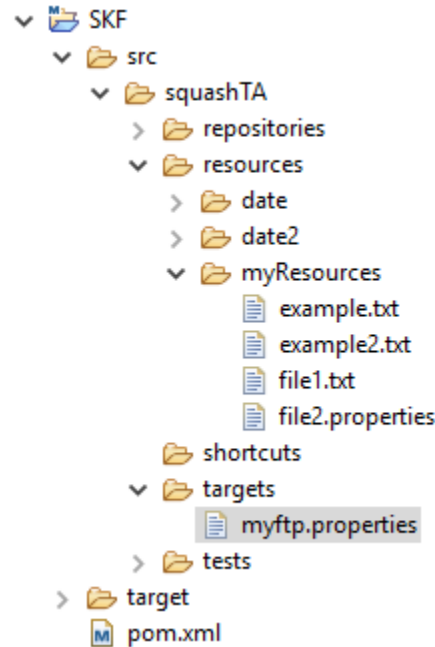 SKF
src
squashTA
repositories
resources
date
date2
myResources
example.txt
example2.txt
file1.txt
file2.properties
shortcuts
targets
myftp.properties
tests
target
pom.xml